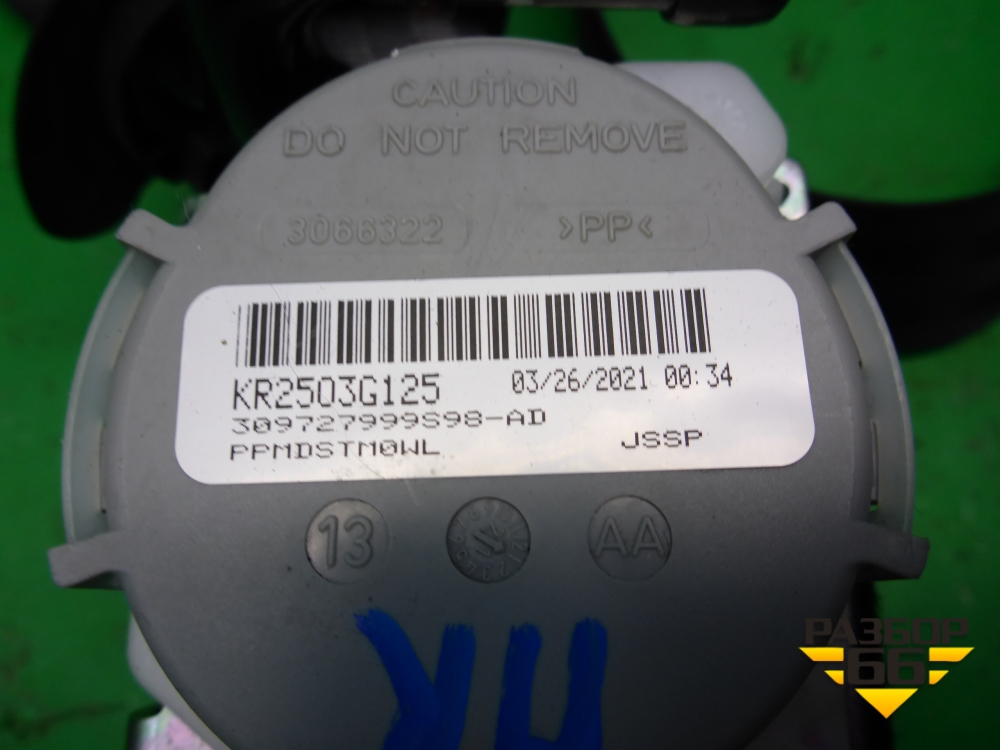 CAUTION
DO NOT REMOVE
3066322 >PP<
KR2503G125 03/26/2021 00:34
309727999S98-AD
PPMDSTM0WL JSSP
13 AA
РАЗБОР
66